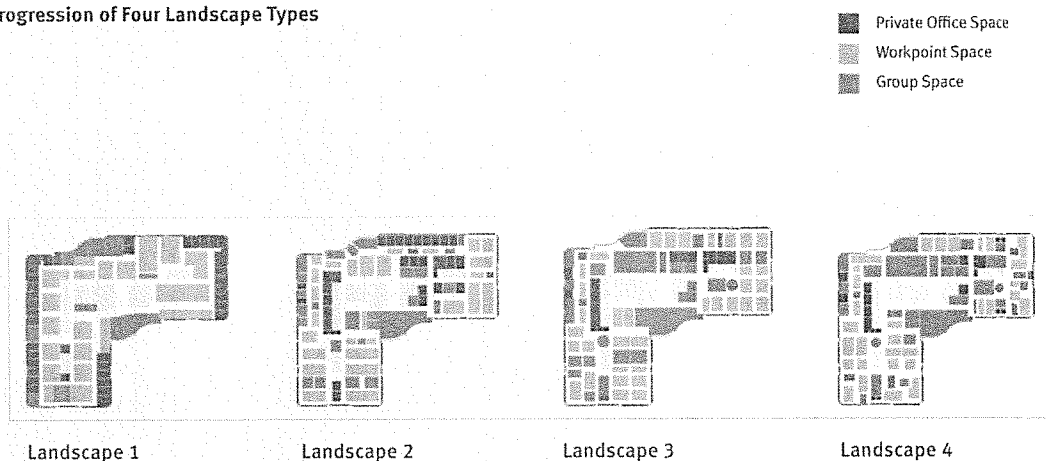 rogression of Four Landscape Types
Private Office Space
Workpoint Space
Group Space
Landscape 1
Landscape 2
Landscape 3
Landscape 4